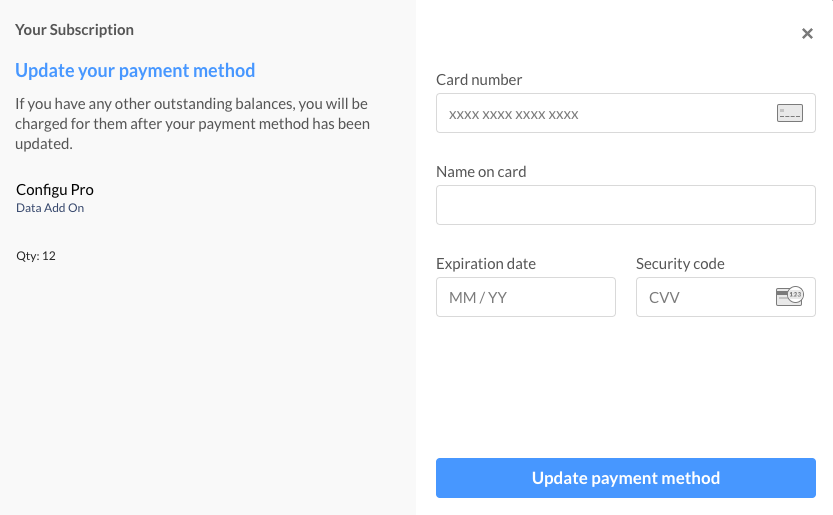 Your Subscription
Update your payment method
If you have any other outstanding balances, you will be
charged for them after your payment method has been
updated.
Configu Pro
Data Add On
Qty: 12
×
Card number
xxxx xxxx xxxx xxxx
Name on card
Expiration date
Security code
MM / YY
CVV
123
Update payment method